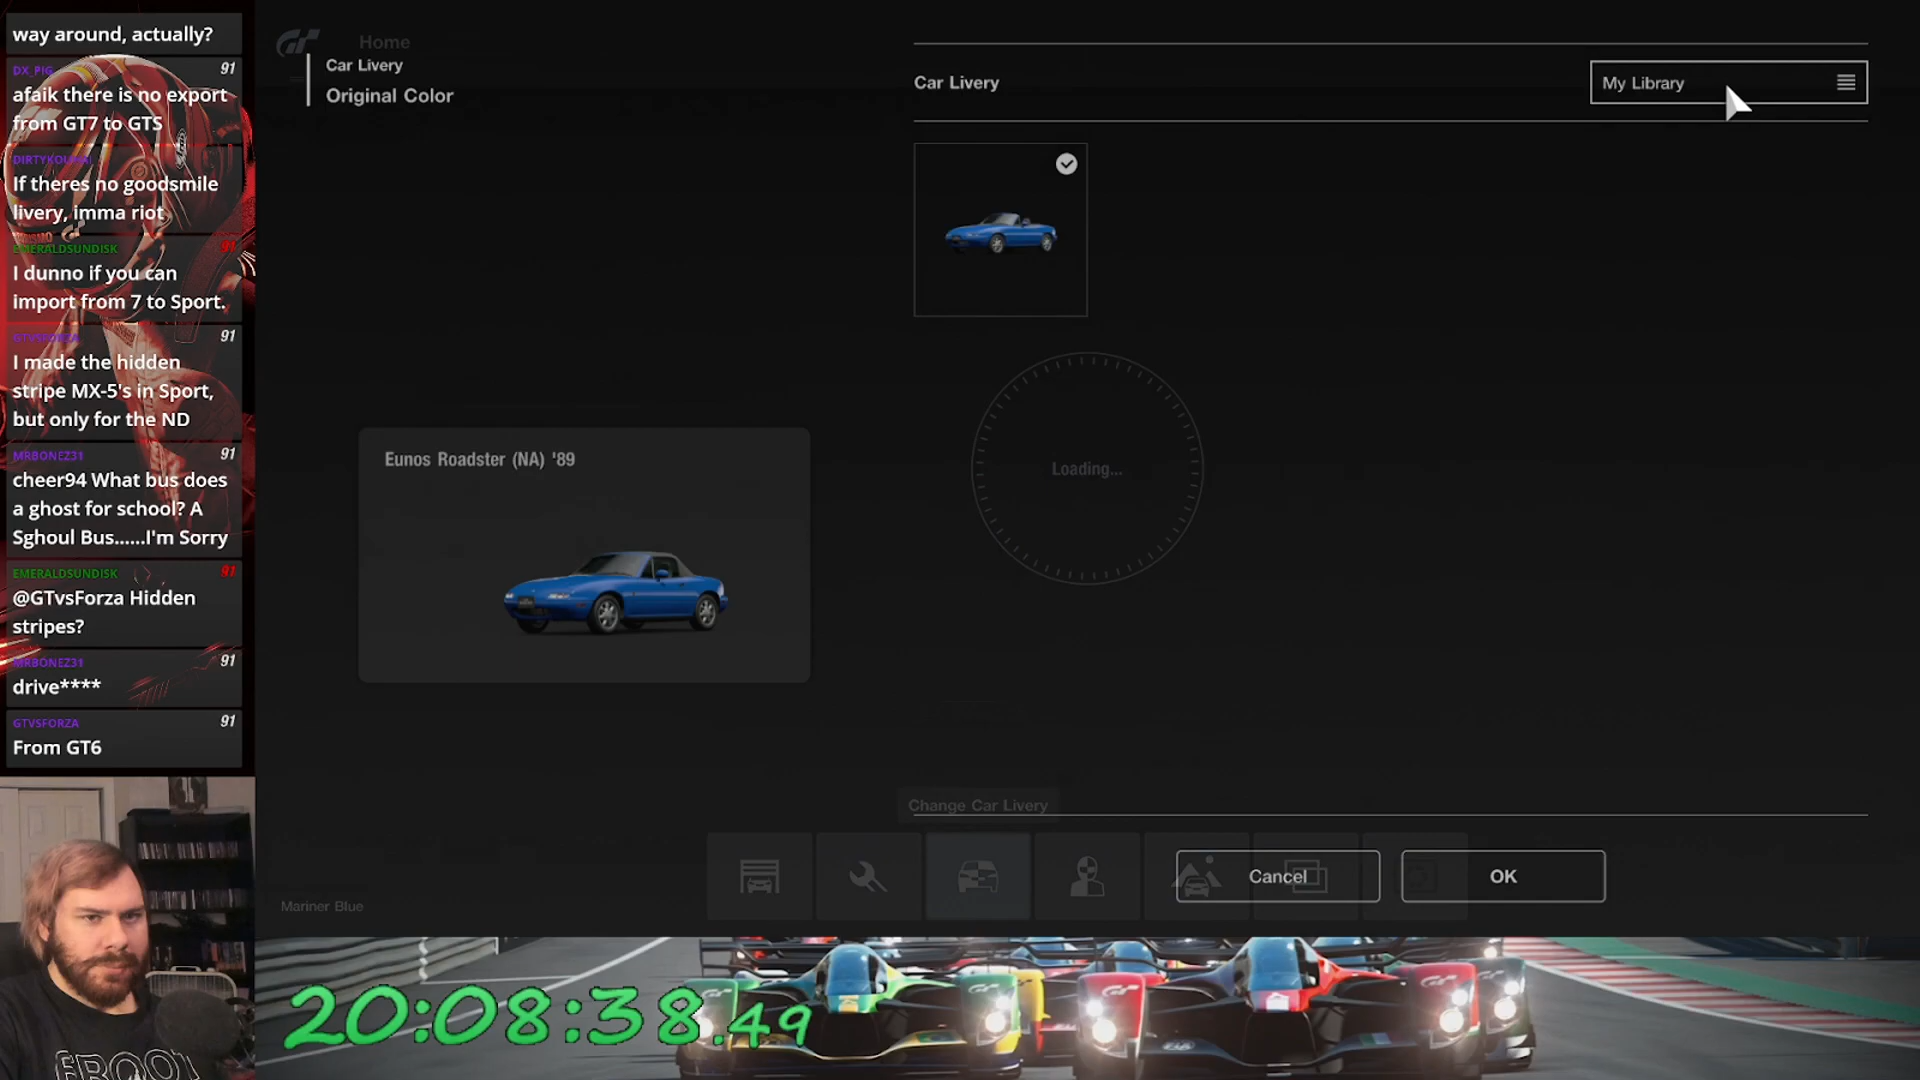 way around, actually?
DX_PIG 91
afaik there is no export
from GT7 to GTS
If theres no goodsmile
livery, imma riot
EMERALDSUNDISK 91
I dunno if you can
import from 7 to Sport.
GTVSFORZA 91
I made the hidden
stripe MX-5's in Sport,
but only for the ND
MRBONEZ31 91
cheer94 What bus does
a ghost for school? A
Sghoul Bus......I'm Sorry
EMERALDSUNDISK 91
@GTvsForza Hidden
stripes?
MRBONEZ31 91
drive****
GTVSFORZA 91
From GT6
Home
Car Livery
Original Color
Car Livery
My Library
Loading...
Eunos Roadster (NA) '89
Change Car Livery
Cancel
OK
Mariner Blue
20:08:38.49